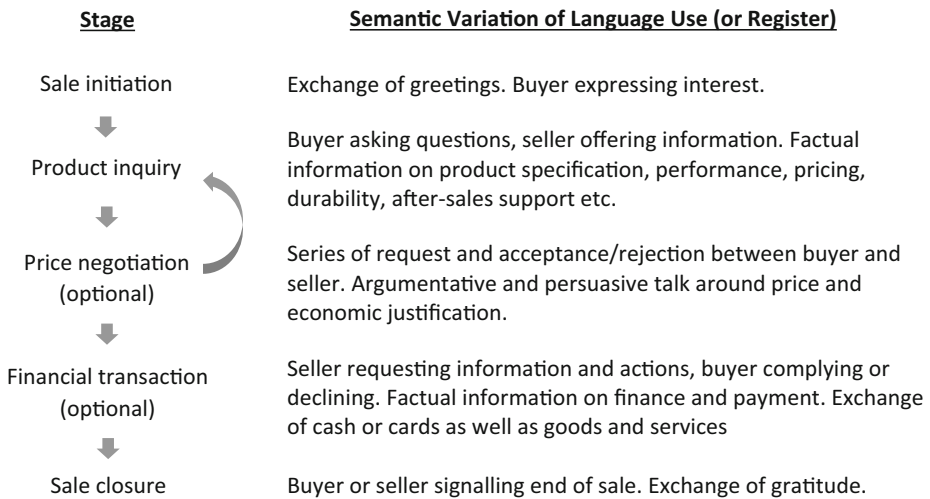 Stage
Semantic Variation of Language Use (or Register)
Sale initiation
Exchange of greetings. Buyer expressing interest.
Product inquiry
Buyer asking questions, seller offering information. Factual
information on product specification, performance, pricing,
durability, after-sales support etc.
Price negotiation
(optional)
Series of request and acceptance/rejection between buyer and
seller. Argumentative and persuasive talk around price and
economic justification.
Financial transaction
(optional)
Seller requesting information and actions, buyer complying or
declining. Factual information on finance and payment. Exchange
of cash or cards as well as goods and services
Sale closure
Buyer or seller signalling end of sale. Exchange of gratitude.